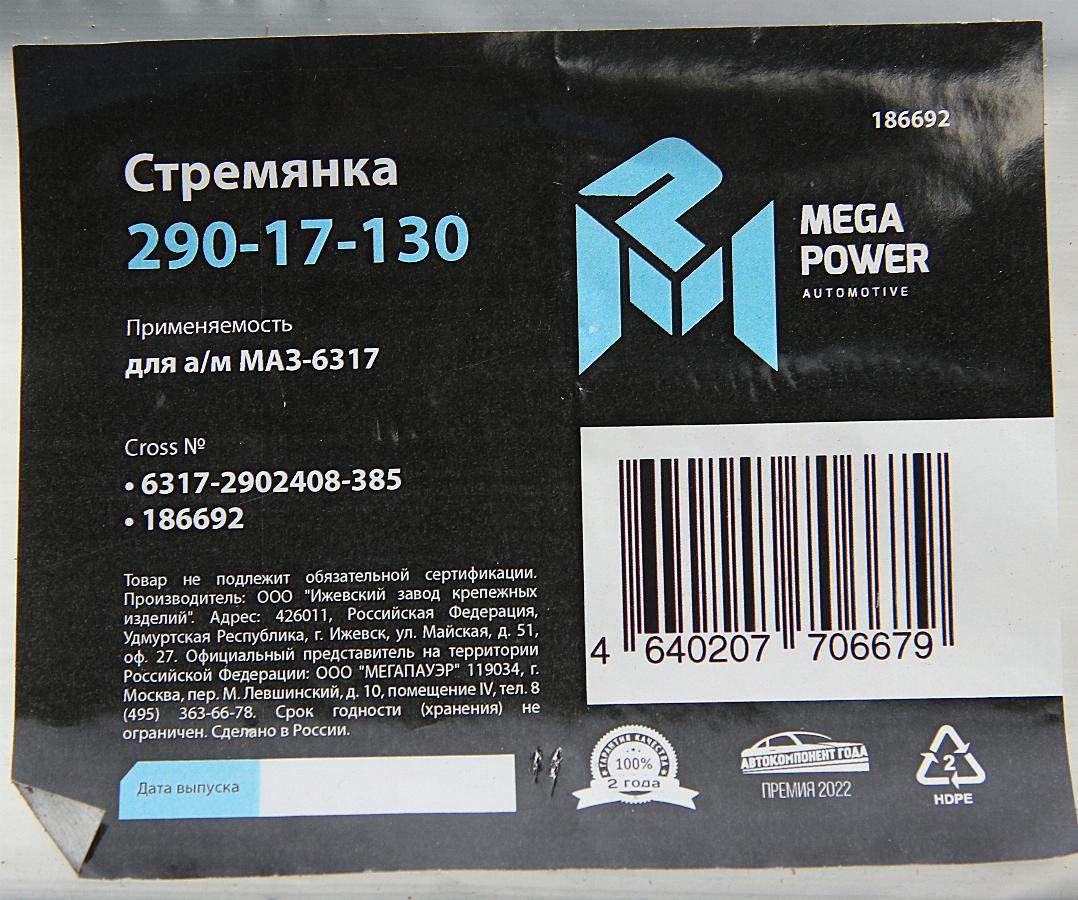 186692
Стремянка
290-17-130
MEGA
POWER
AUTOMOTIVE
Применяемость
для а/м МАЗ-6317
Cross №
• 6317-2902408-385
• 186692
Товар не подлежит обязательной сертификации.
Производитель: ООО "Ижевский завод крепежных
изделий". Адрес: 426011, Российская Федерация,
Удмуртская Республика, г. Ижевск, ул. Майская, д. 51,
оф. 27. Официальный представитель на территории
Российской Федерации: ООО "МЕГАПАУЭР" 119034, г.
Москва, пер. М. Левшинский, д. 10, помещение IV, тел. 8
(495) 363-66-78. Срок годности (хранения) не
ограничен. Сделано в России.
4 640207 706679
Дата выпуска
ГАРАНТИЯ КАЧЕСТВА
100%
2 года
АВТОКОМПОНЕНТ ГОДА
ПРЕМИЯ 2022
2
HDPE